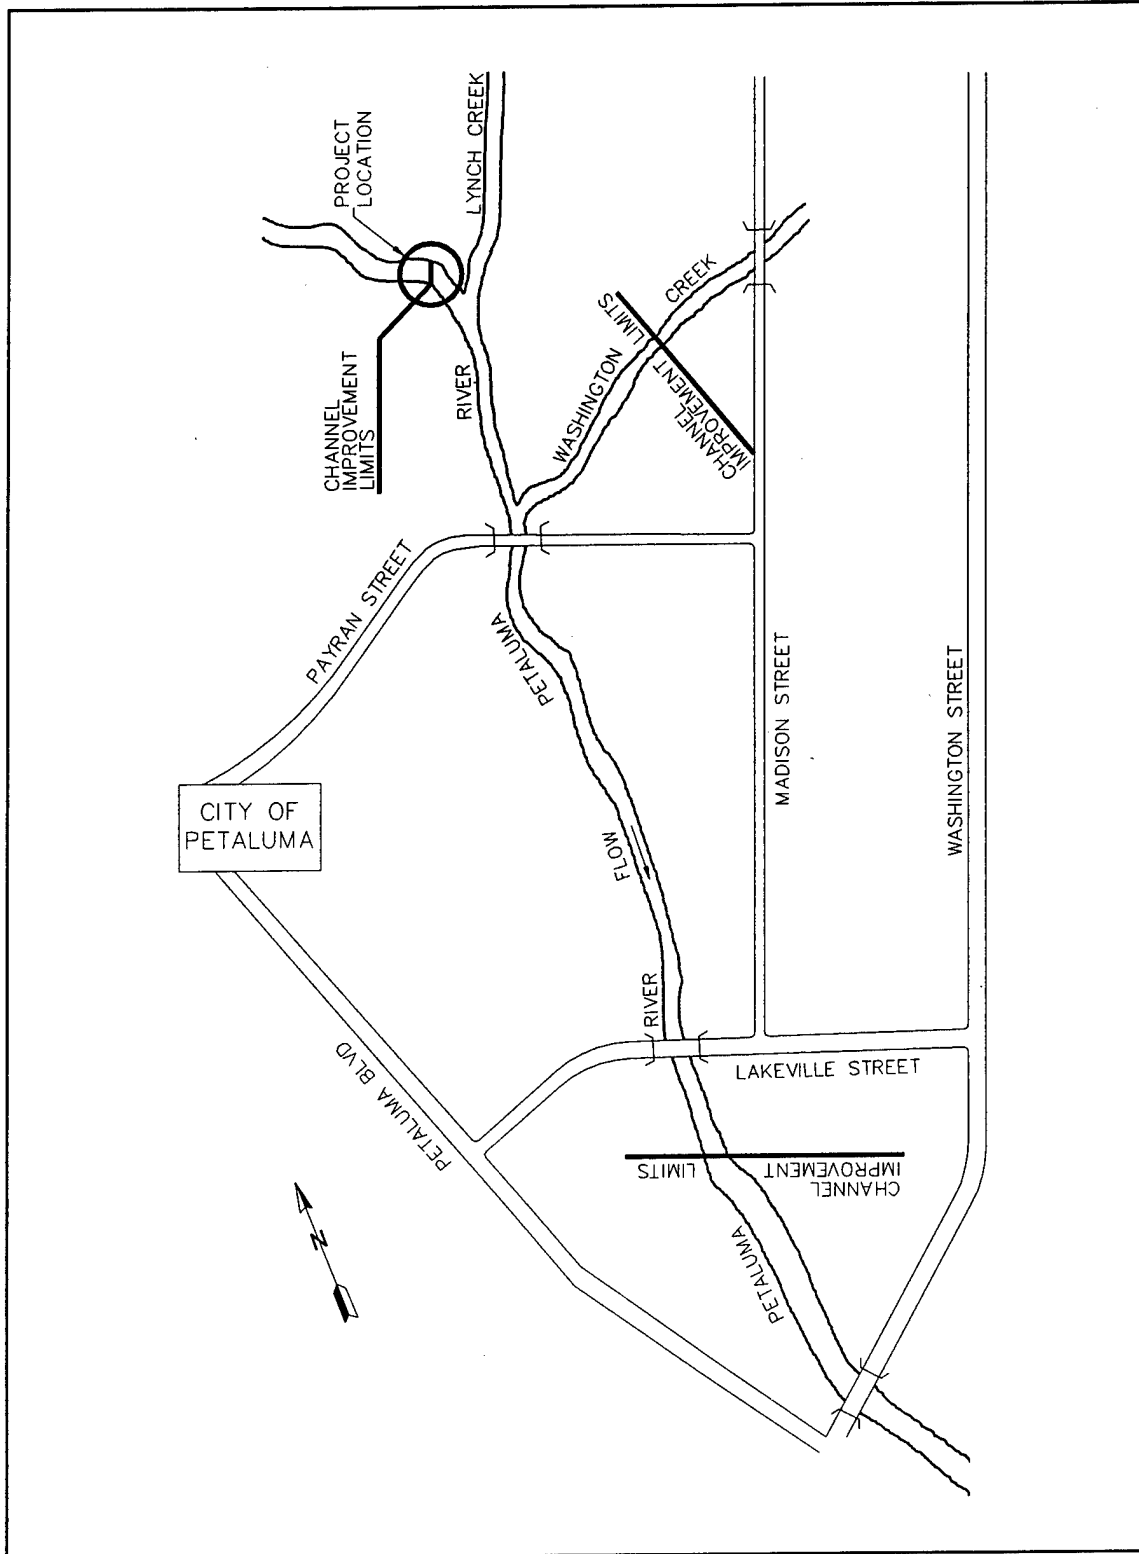 PROJECT
LOCATION
LYNCH CREEK
CHANNEL
IMPROVEMENT
LIMITS
RIVER
WASHINGTON
CREEK
CHANNEL
IMPROVEMENT
LIMITS
PAYRAN STREET
PETALUMA
CITY OF
PETALUMA
FLOW
MADISON STREET
WASHINGTON STREET
RIVER
PETALUMA BLVD
LAKEVILLE STREET
CHANNEL
IMPROVEMENT
LIMITS
N
PETALUMA